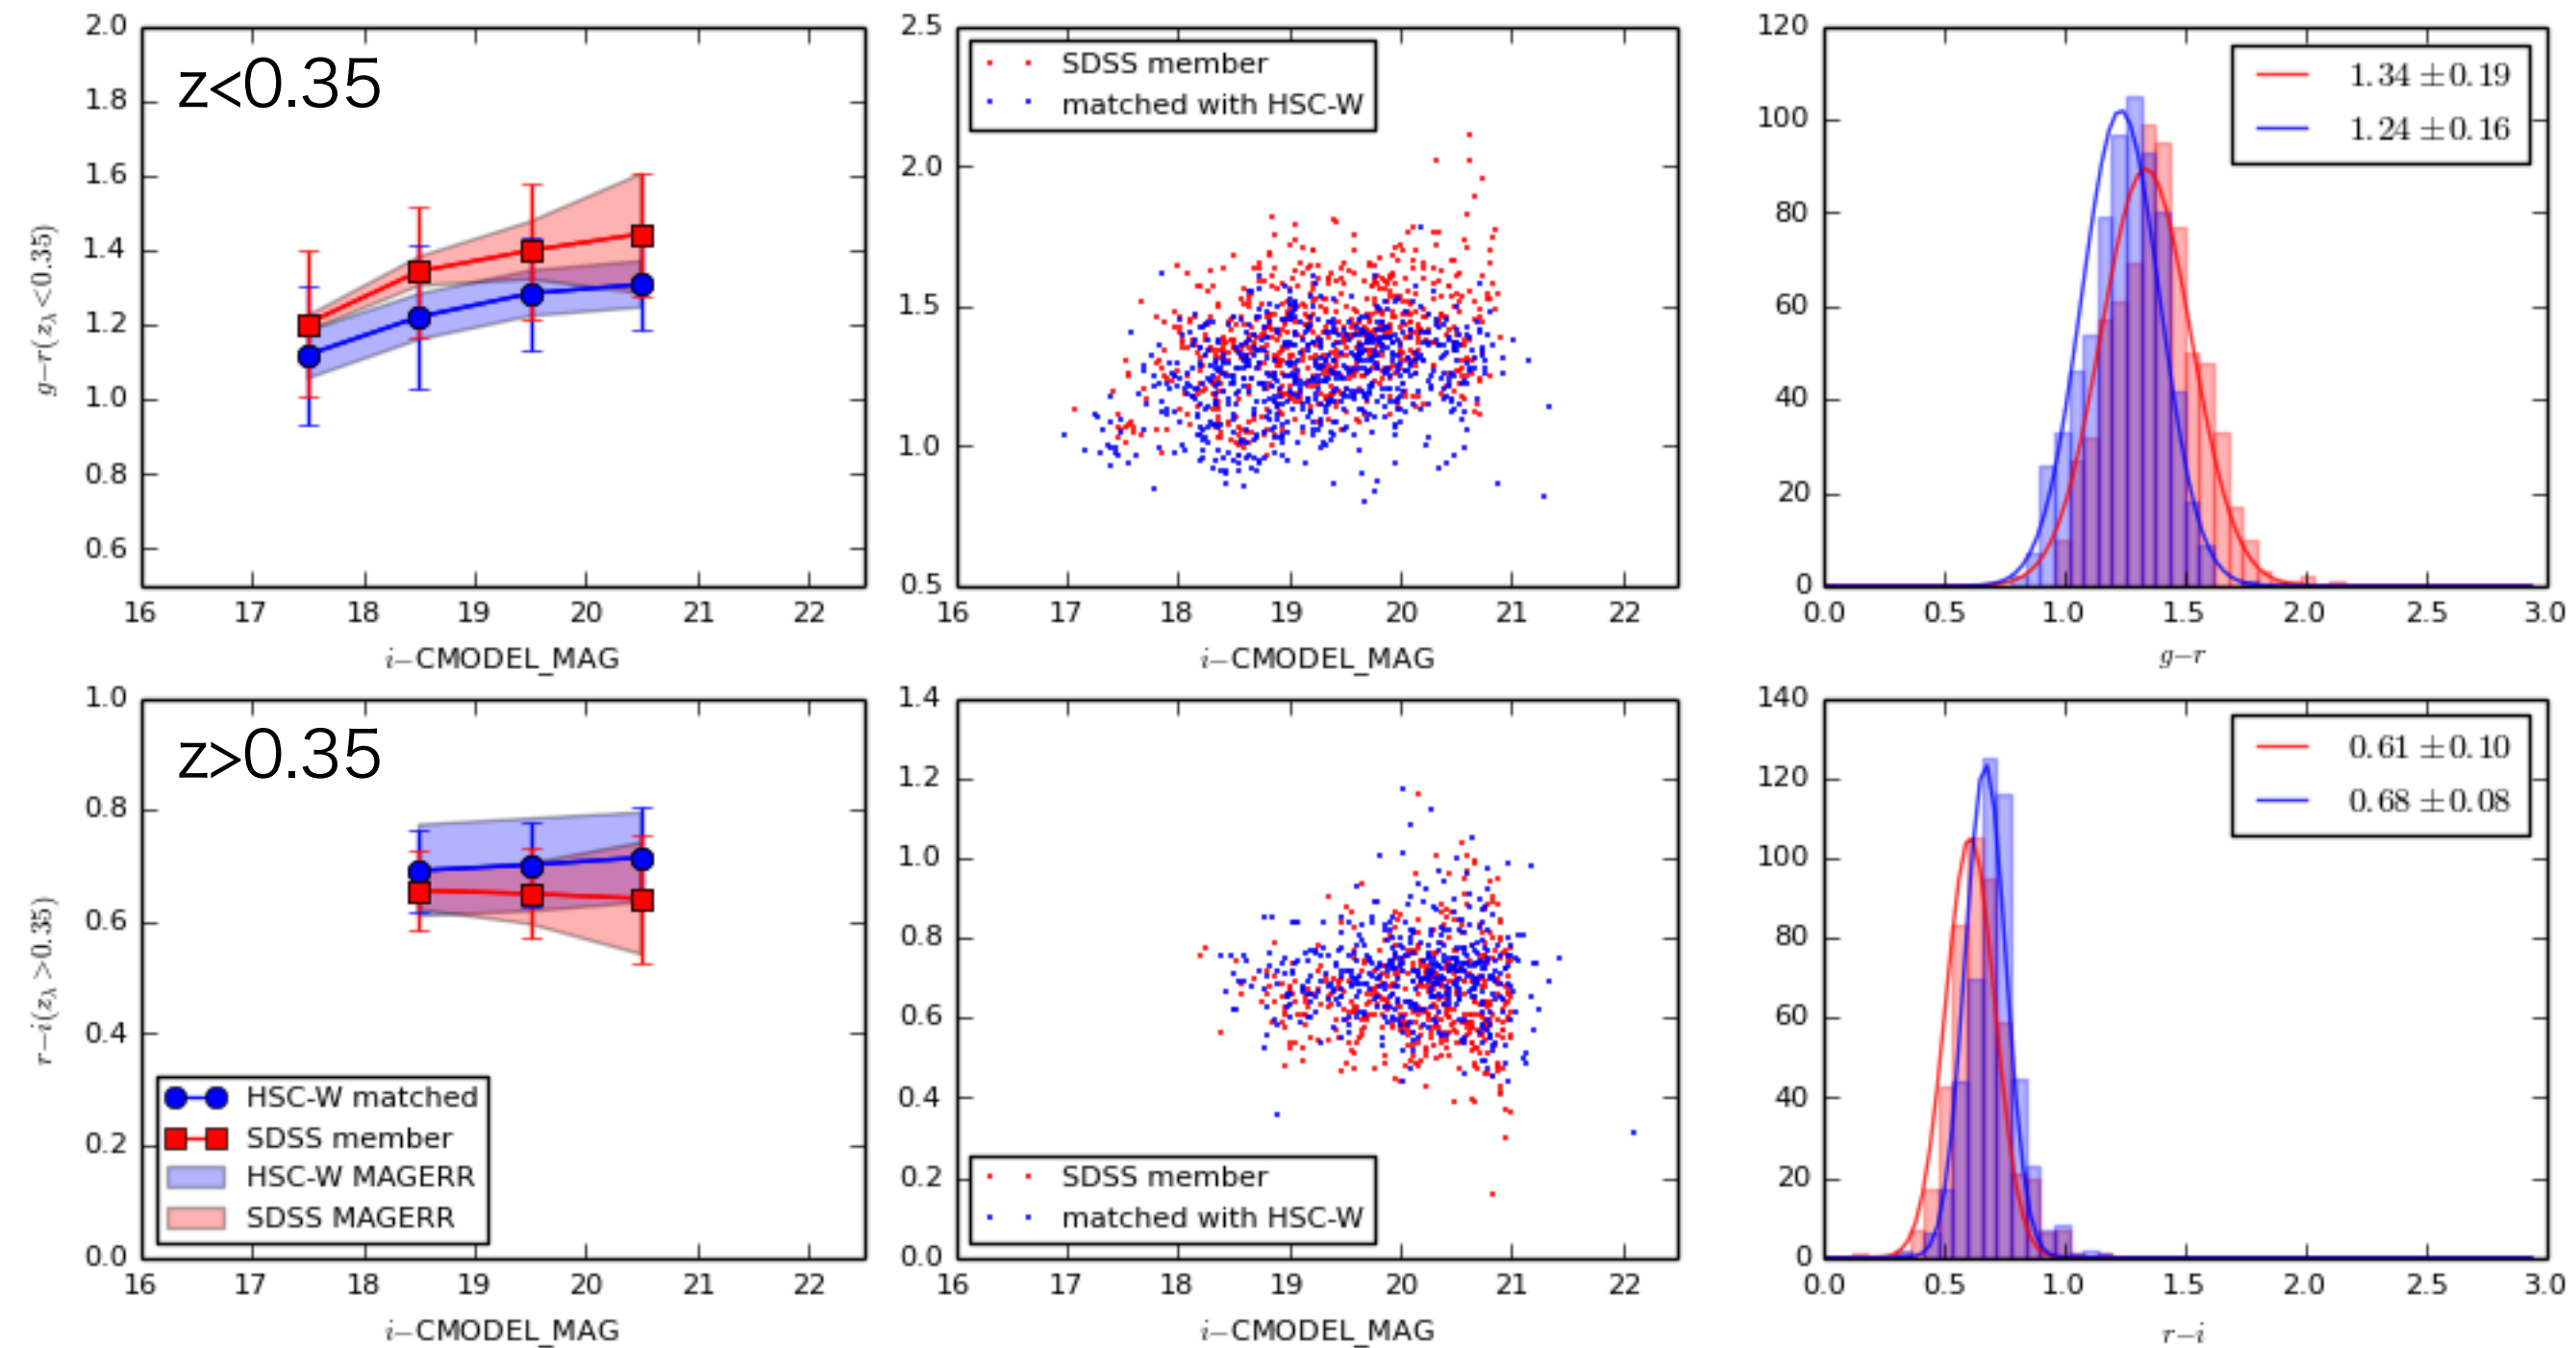 2.0
1.8
1.6
1.4
1.2
1.0
0.8
0.6
z<0.35
g−r(z_λ<0.35)
16 17 18 19 20 21 22
i−CMODEL_MAG
2.5
2.0
1.5
1.0
0.5
SDSS member
matched with HSC-W
16 17 18 19 20 21 22
i−CMODEL_MAG
120
100
80
60
40
20
0
1.34±0.19
1.24±0.16
0.0 0.5 1.0 1.5 2.0 2.5 3.0
g−r
1.0
0.8
0.6
0.4
0.2
0.0
z>0.35
r−i(z_λ>0.35)
HSC-W matched
SDSS member
HSC-W MAGERR
SDSS MAGERR
16 17 18 19 20 21 22
i−CMODEL_MAG
1.4
1.2
1.0
0.8
0.6
0.4
0.2
0.0
SDSS member
matched with HSC-W
16 17 18 19 20 21 22
i−CMODEL_MAG
140
120
100
80
60
40
20
0
0.61±0.10
0.68±0.08
0.0 0.5 1.0 1.5 2.0 2.5 3.0
r−i